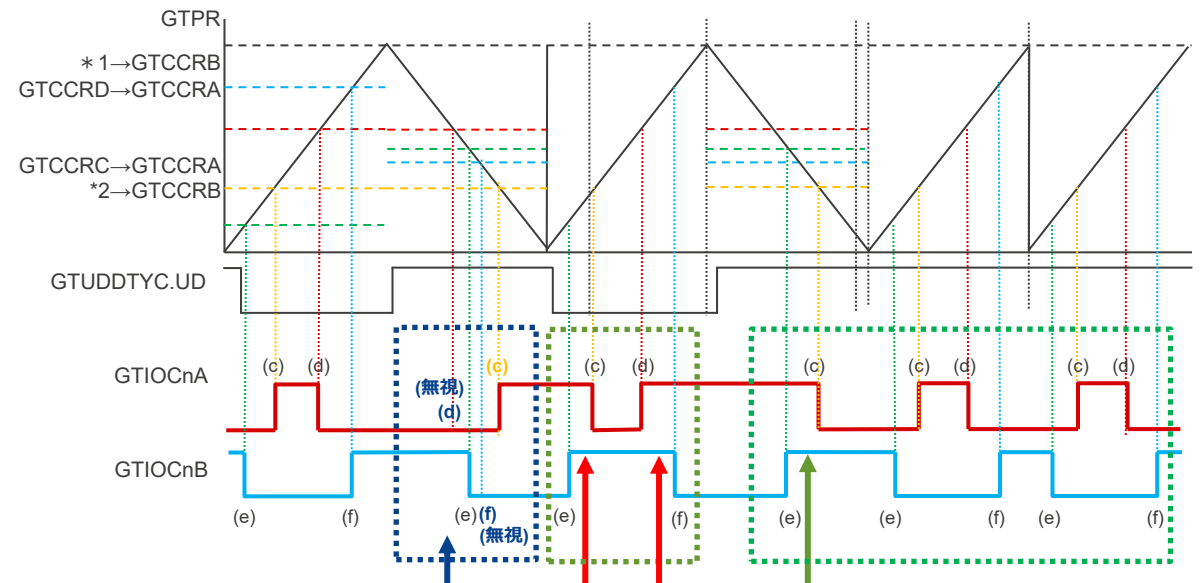 GTPR
*1→GTCCRB
GTCCRD→GTCCRA
GTCCRC→GTCCRA
*2→GTCCRB
GTUDDTYC.UD
GTIOCnA
(c) (d) (無視) (d) (c) (c) (d) (c) (c) (d) (c) (d)
GTIOCnB
(e) (f) (e) (f) (無視) (e) (f) (e) (e) (f) (e) (f)